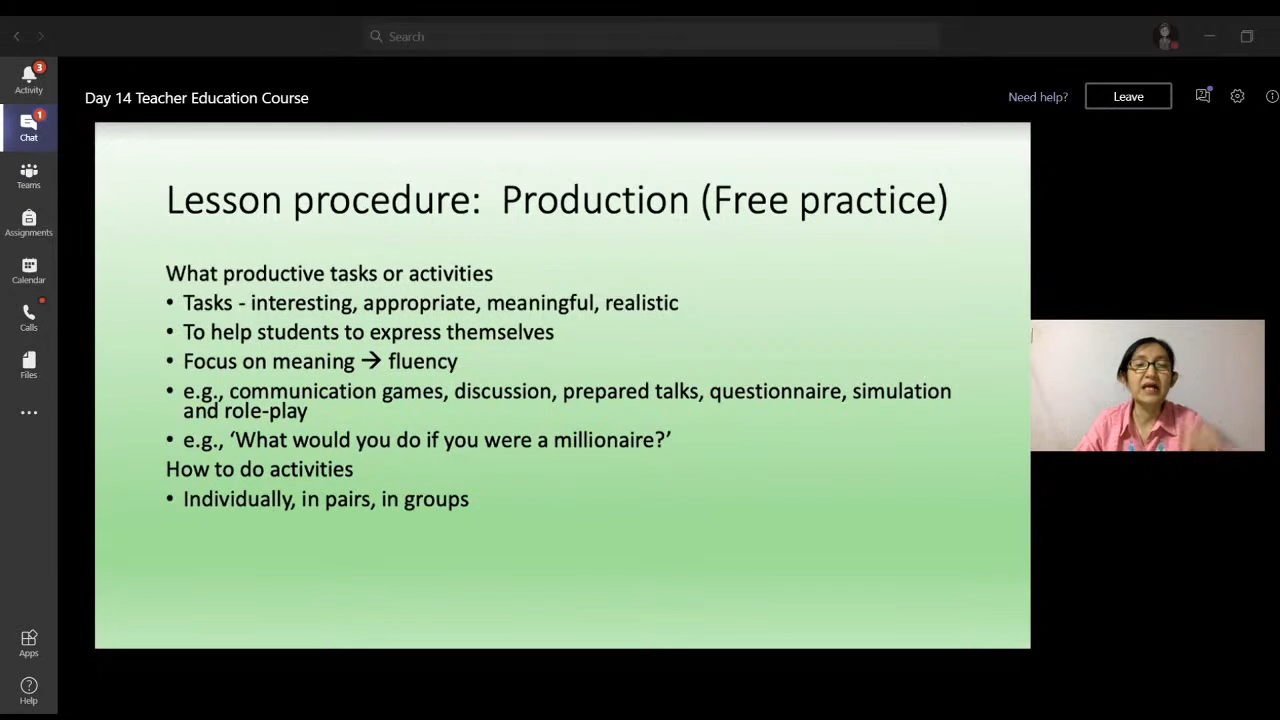 Search
3
Activity
1
Chat
Teams
Assignments
Calendar
Calls
Files
Apps
Help
Day 14 Teacher Education Course
Need help?
Leave
Lesson procedure: Production (Free practice)
What productive tasks or activities
• Tasks - interesting, appropriate, meaningful, realistic
• To help students to express themselves
• Focus on meaning → fluency
• e.g., communication games, discussion, prepared talks, questionnaire, simulation
and role-play
• e.g., ‘What would you do if you were a millionaire?’
How to do activities
• Individually, in pairs, in groups